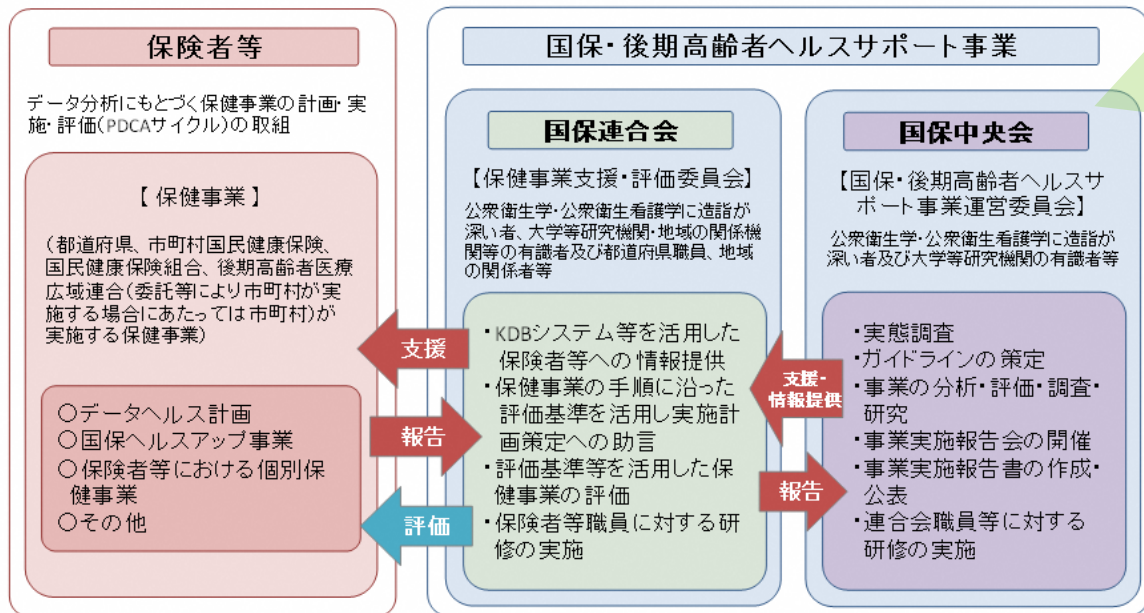 保険者等
データ分析にもとづく保健事業の計画・実
施・評価(PDCAサイクル)の取組
【 保健事業 】
(都道府県、市町村国民健康保険、
国民健康保険組合、後期高齢者医療
広域連合(委託等により市町村が実
施する場合にあたっては市町村)が
実施する保健事業)
○データヘルス計画
○国保ヘルスアップ事業
○保険者等における個別保
健事業
○その他
支援
報告
評価
国保・後期高齢者ヘルスサポート事業
国保連合会
【保健事業支援・評価委員会】
公衆衛生学・公衆衛生看護学に造詣が
深い者、大学等研究機関・地域の関係機
関等の有識者及び都道府県職員、地域
の関係者等
・KDBシステム等を活用した
保険者等への情報提供
・保健事業の手順に沿った
評価基準を活用し実施計
画策定への助言
・評価基準等を活用した保
健事業の評価
・保険者等職員に対する研
修の実施
支援・
情報提供
報告
国保中央会
【国保・後期高齢者ヘルスサ
ポート事業運営委員会】
公衆衛生学・公衆衛生看護学に造詣が
深い者及び大学等研究機関の有識者等
・実態調査
・ガイドラインの策定
・事業の分析・評価・調査・
研究
・事業実施報告会の開催
・事業実施報告書の作成・
公表
・連合会職員等に対する
研修の実施